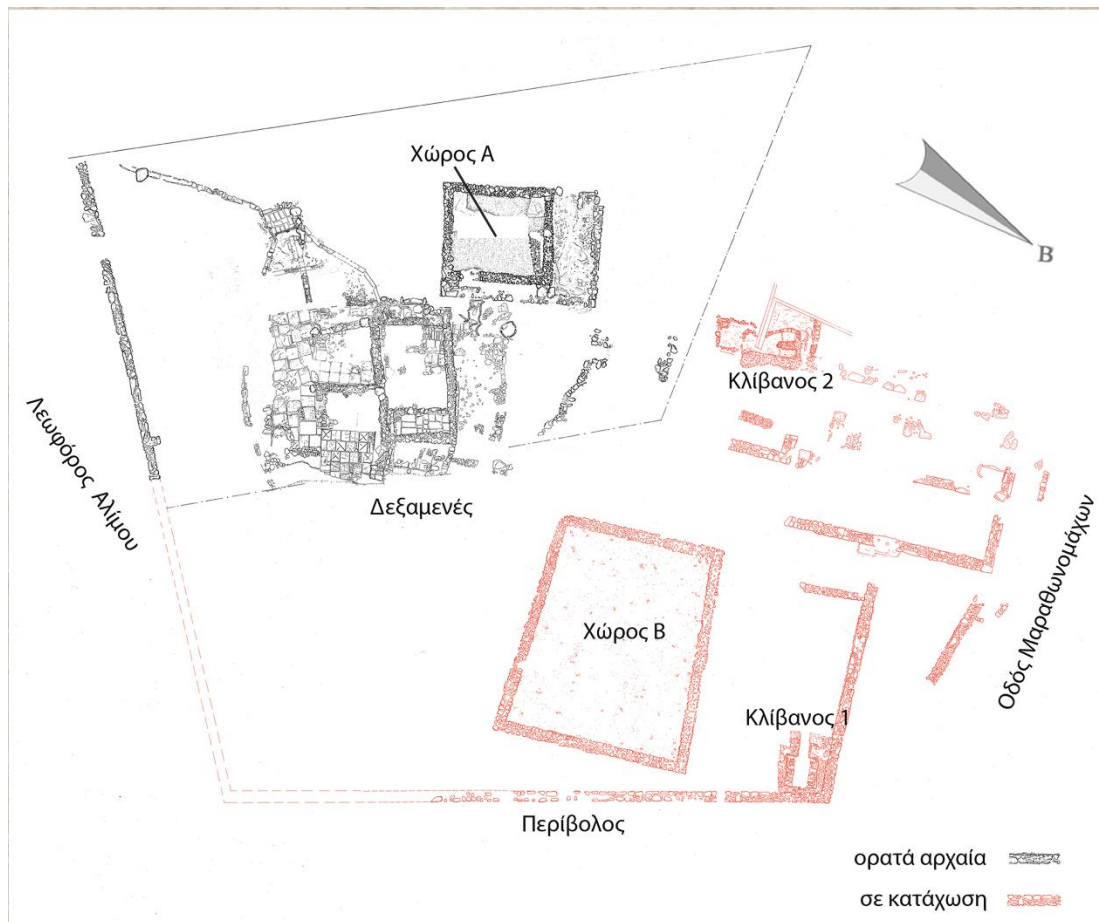 Χώρος Α
Β
Κλίβανος 2
Λεωφόρος Αλίμου
Δεξαμενές
Οδός Μαραθωνομάχων
Χώρος Β
Κλίβανος 1
Περίβολος
ορατά αρχαία
σε κατάχωση